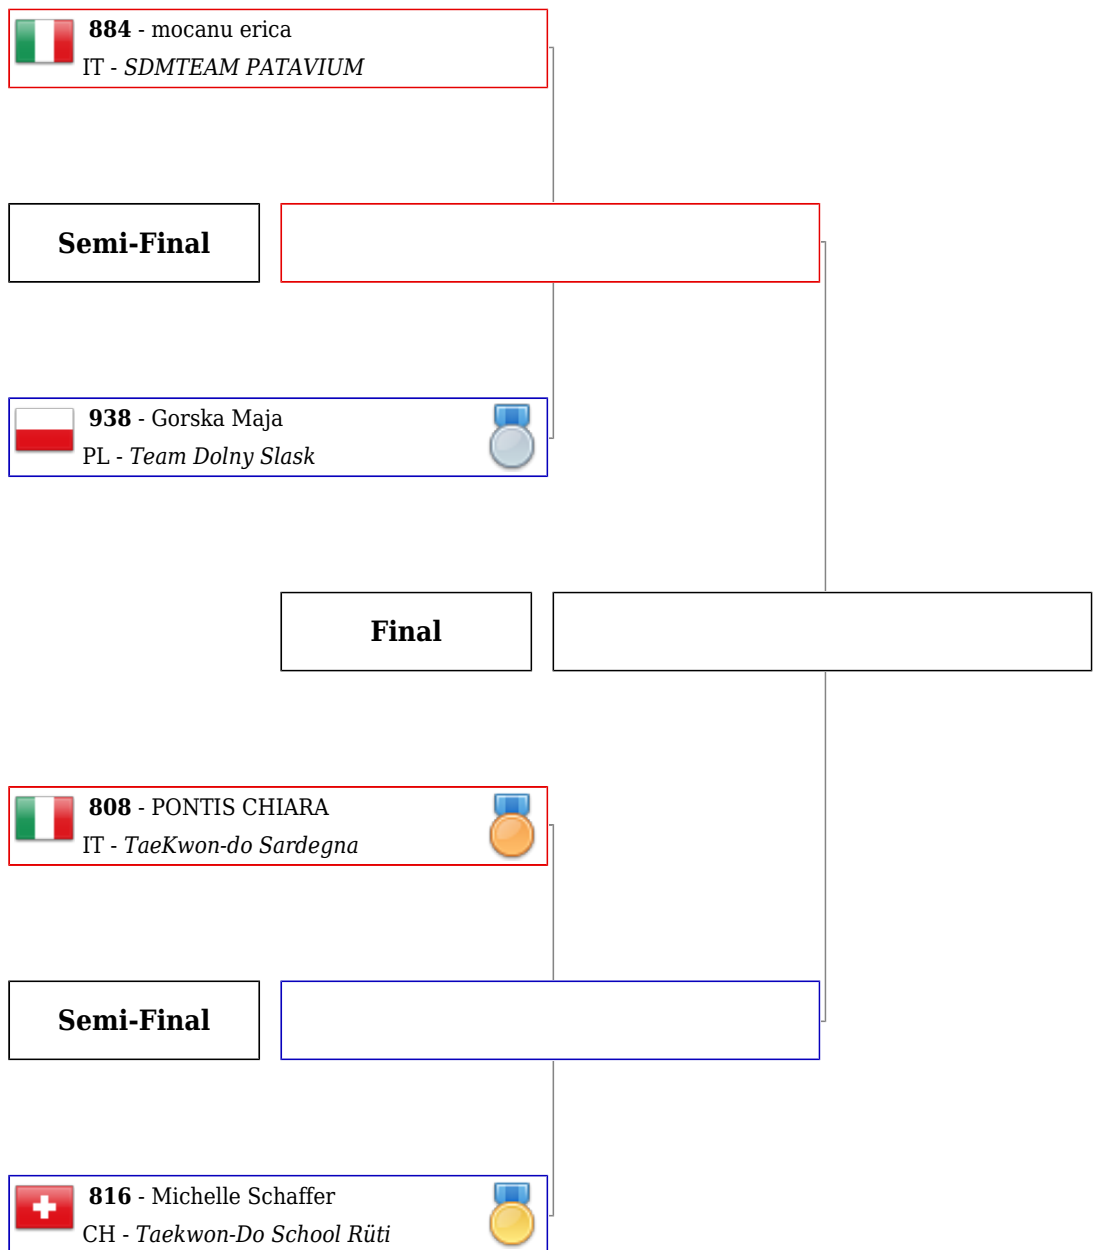 884 - mocanu erica
IT - SDMTEAM PATAVIUM
Semi-Final
938 - Gorska Maja
PL - Team Dolny Slask
Final
808 - PONTIS CHIARA
IT - TaeKwon-do Sardegna
Semi-Final
816 - Michelle Schaffer
CH - Taekwon-Do School Rüti